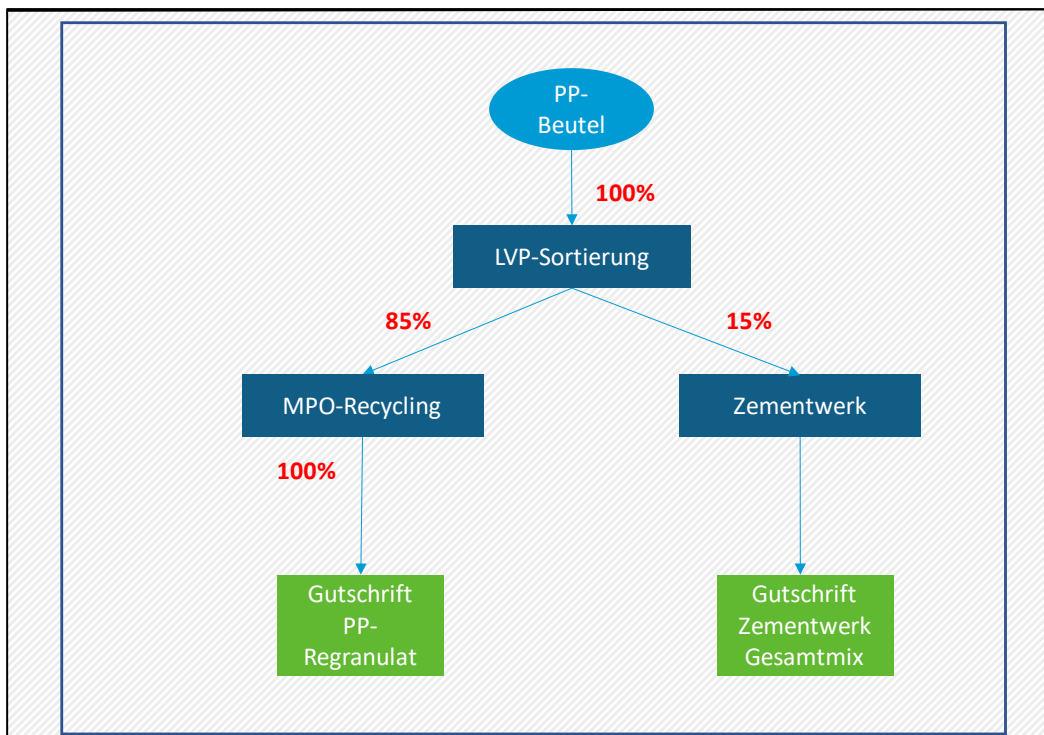 PP-
Beutel
100%
LVP-Sortierung
85%
15%
MPO-Recycling
Zementwerk
100%
Gutschrift
PP-
Regranulat
Gutschrift
Zementwerk
Gesamtmix